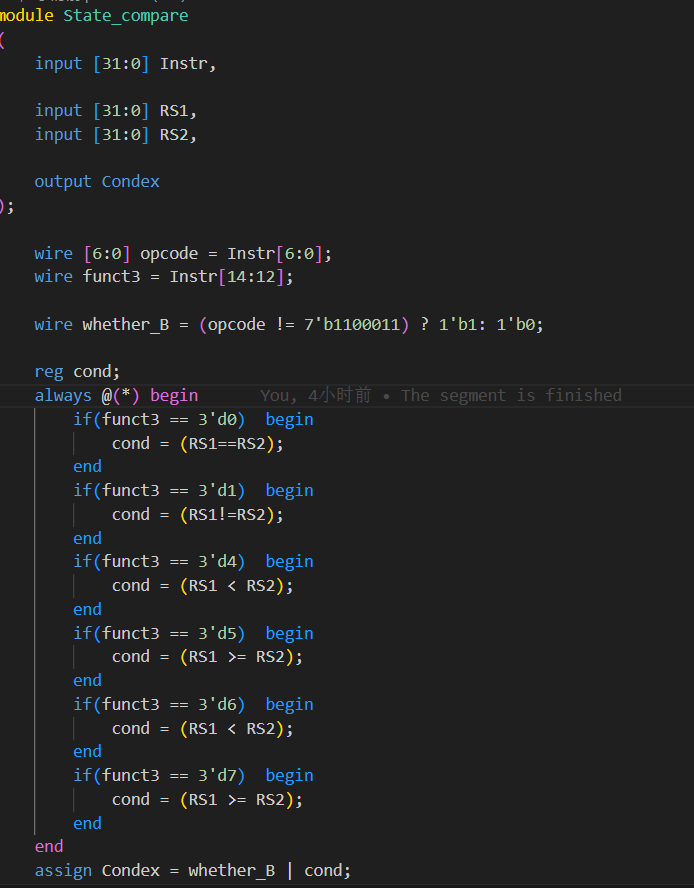 module State_compare
(
    input [31:0] Instr,
    input [31:0] RS1,
    input [31:0] RS2,
    output Condex
);
    wire [6:0] opcode = Instr[6:0];
    wire funct3 = Instr[14:12];
    wire whether_B = (opcode != 7'b1100011) ? 1'b1: 1'b0;
    reg cond;
    always @(*) begin You, 4小时前 • The segment is finished
        if(funct3 == 3'd0)  begin
            cond = (RS1==RS2);
        end
        if(funct3 == 3'd1)  begin
            cond = (RS1!=RS2);
        end
        if(funct3 == 3'd4)  begin
            cond = (RS1 < RS2);
        end
        if(funct3 == 3'd5)  begin
            cond = (RS1 >= RS2);
        end
        if(funct3 == 3'd6)  begin
            cond = (RS1 < RS2);
        end
        if(funct3 == 3'd7)  begin
            cond = (RS1 >= RS2);
        end
    end
    assign Condex = whether_B | cond;